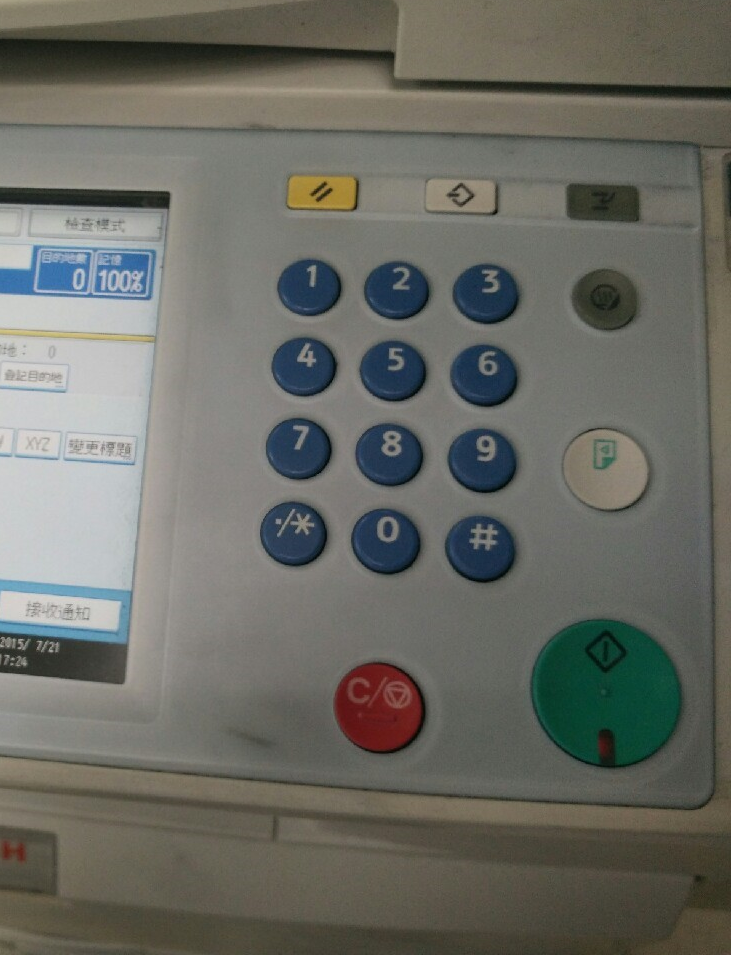 檢查模式
目的地數 記憶
0 100%
地： 0
登記目的地
XYZ 變更標題
接收通知
2015/ 7/21
17:24
1 2 3
4 5 6
7 8 9
·/* 0 #
C/
H